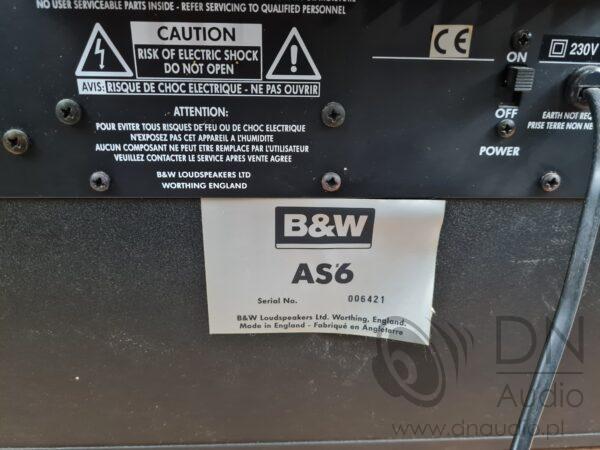 NO USER SERVICEABLE PARTS INSIDE - REFER SERVICING TO QUALIFIED PERSONNEL
CAUTION
RISK OF ELECTRIC SHOCK
DO NOT OPEN
AVIS: RISQUE DE CHOC ELECTRIQUE - NE PAS OUVRIR
ATTENTION:
POUR EVITER TOUS RISQUES DE FEU OU DE CHOC ELECTRIQUE
N'EXPOSEZ PAS CET APPAREIL A L'HUMIDITE
AUCUN COMPOSANT NE PEUT ETRE REMPLACE PAR L'UTILISATEUR
VEUILLEZ CONTACTER LE SERVICE APRES VENTE AGREE
B&W LOUDSPEAKERS LTD
WORTHING ENGLAND
CE
ON
OFF
POWER
230V
EARTH NOT
PRISE TERRE NON
B&W
AS6
Serial No. 006421
B&W Loudspeakers Ltd. Worthing, England.
Made in England - Fabriqué en Angleterre
DN
Audio
www.dnaudio.pl